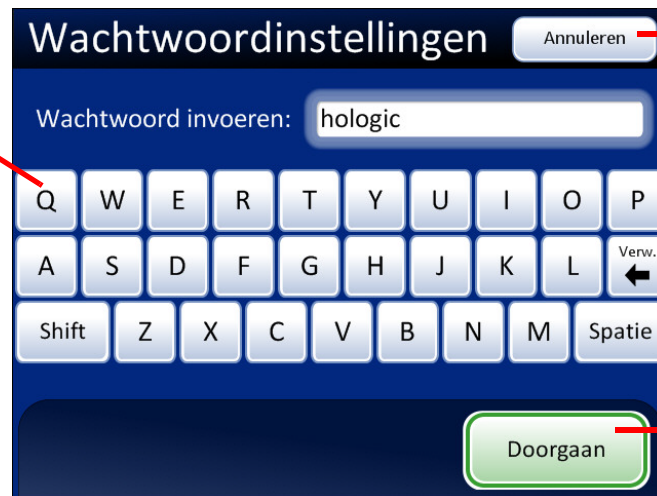 Wachtwoordinstellingen Annuleren
Wachtwoord invoeren: hologic
Q W E R T Y U I O P
Verw.
A S D F G H J K L
Shift Z X C V B N M Spatie
Doorgaan